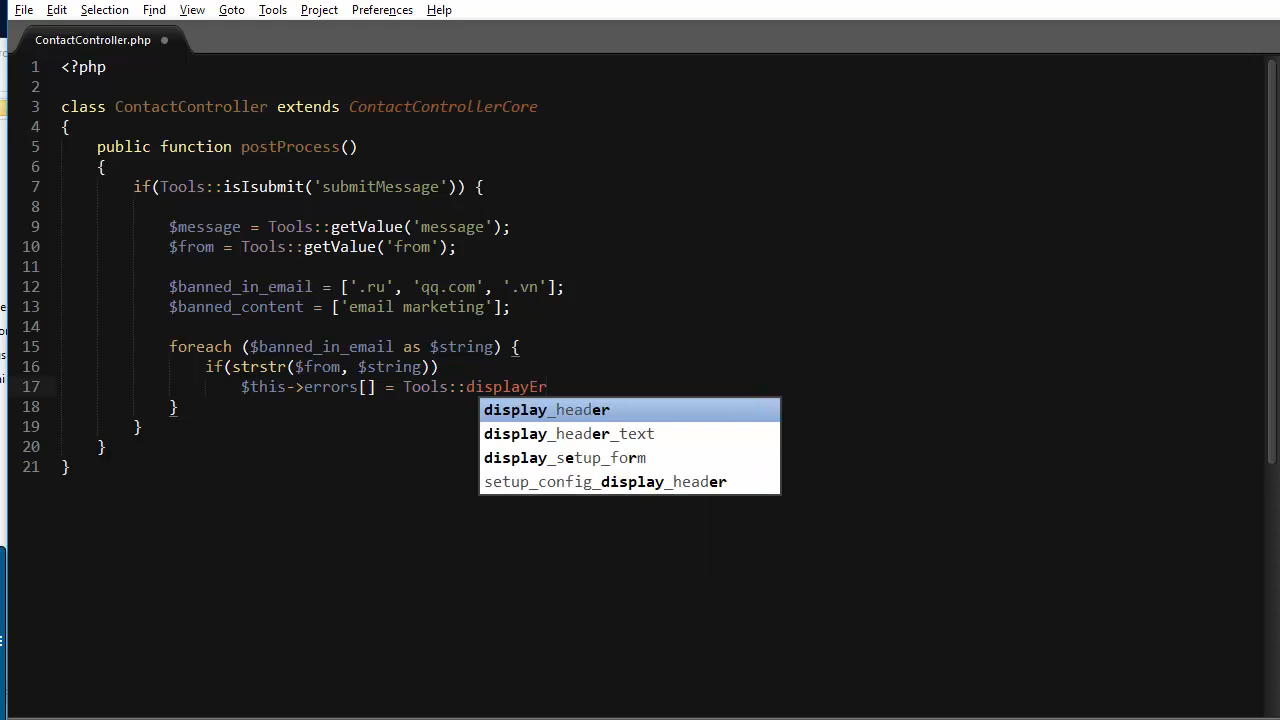 File Edit Selection Find View Goto Tools Project Preferences Help
ContactController.php
1 <?php
2
3 class ContactController extends ContactControllerCore
4 {
5 public function postProcess()
6 {
7 if(Tools::isIsubmit('submitMessage')) {
8
9 $message = Tools::getValue('message');
10 $from = Tools::getValue('from');
11
12 $banned_in_email = ['.ru', 'qq.com', '.vn'];
13 $banned_content = ['email marketing'];
14
15 foreach ($banned_in_email as $string) {
16 if(strstr($from, $string))
17 $this->errors[] = Tools::displayEr
display_header
18 }
display_header_text
19 }
20 }
display_setup_form
21 }
setup_config_display_header